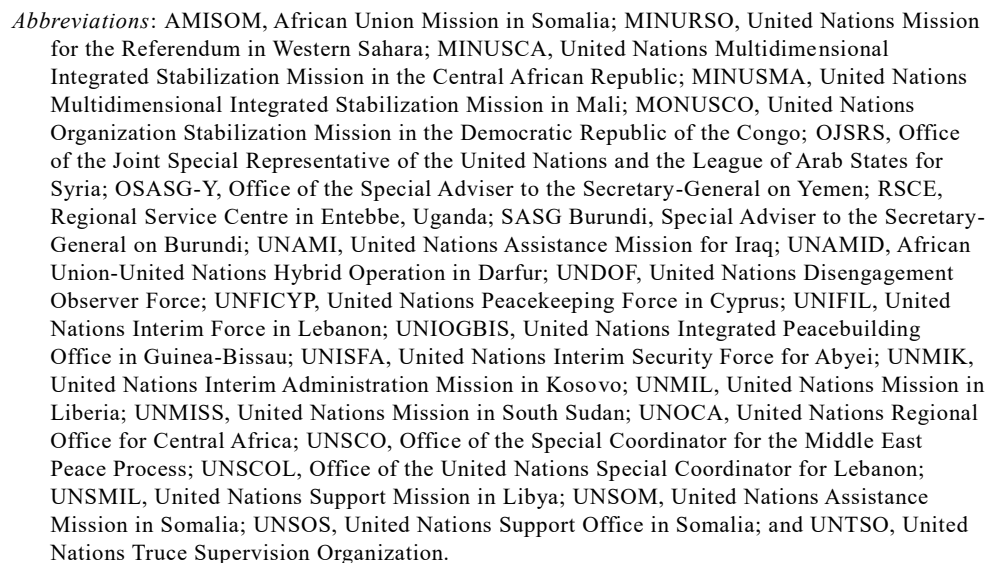 Abbreviations: AMISOM, African Union Mission in Somalia; MINURSO, United Nations Mission
for the Referendum in Western Sahara; MINUSCA, United Nations Multidimensional
Integrated Stabilization Mission in the Central African Republic; MINUSMA, United Nations
Multidimensional Integrated Stabilization Mission in Mali; MONUSCO, United Nations
Organization Stabilization Mission in the Democratic Republic of the Congo; OJSRS, Office
of the Joint Special Representative of the United Nations and the League of Arab States for
Syria; OSASG-Y, Office of the Special Adviser to the Secretary-General on Yemen; RSCE,
Regional Service Centre in Entebbe, Uganda; SASG Burundi, Special Adviser to the Secretary-
General on Burundi; UNAMI, United Nations Assistance Mission for Iraq; UNAMID, African
Union-United Nations Hybrid Operation in Darfur; UNDOF, United Nations Disengagement
Observer Force; UNFICYP, United Nations Peacekeeping Force in Cyprus; UNIFIL, United
Nations Interim Force in Lebanon; UNIOGBIS, United Nations Integrated Peacebuilding
Office in Guinea-Bissau; UNISFA, United Nations Interim Security Force for Abyei; UNMIK,
United Nations Interim Administration Mission in Kosovo; UNMIL, United Nations Mission in
Liberia; UNMISS, United Nations Mission in South Sudan; UNOCA, United Nations Regional
Office for Central Africa; UNSCO, Office of the Special Coordinator for the Middle East
Peace Process; UNSCOL, Office of the United Nations Special Coordinator for Lebanon;
UNSMIL, United Nations Support Mission in Libya; UNSOM, United Nations Assistance
Mission in Somalia; UNSOS, United Nations Support Office in Somalia; and UNTSO, United
Nations Truce Supervision Organization.